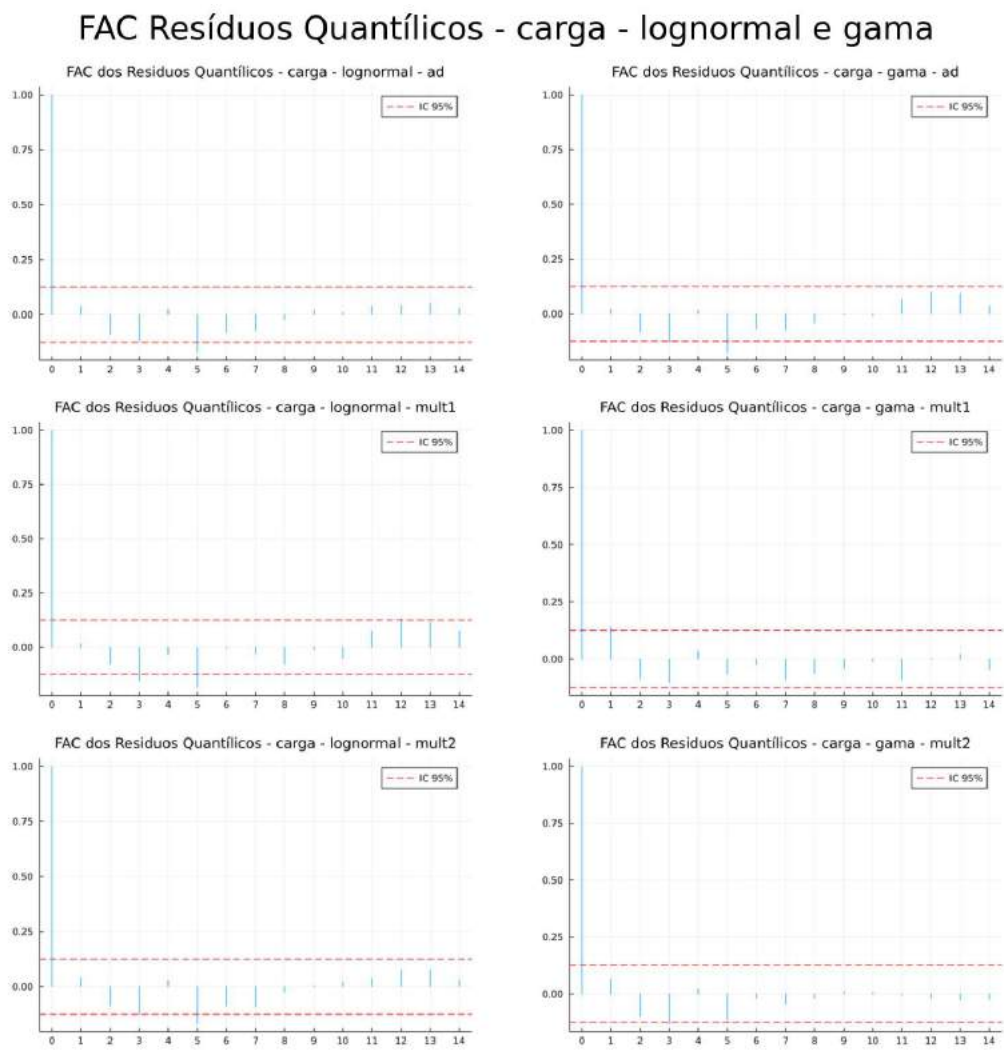 FAC Resíduos Quantílicos - carga - lognormal e gama
FAC dos Residuos Quantílicos - carga - lognormal - ad
1.00
0.75
0.50
0.25
0.00
IC 95%
0 1 2 3 4 5 6 7 8 9 10 11 12 13 14
FAC dos Residuos Quantílicos - carga - gama - ad
1.00
0.75
0.50
0.25
0.00
IC 95%
0 1 2 3 4 5 6 7 8 9 10 11 12 13 14
FAC dos Residuos Quantílicos - carga - lognormal - mult1
1.00
0.75
0.50
0.25
0.00
IC 95%
0 1 2 3 4 5 6 7 8 9 10 11 12 13 14
FAC dos Residuos Quantílicos - carga - gama - mult1
1.00
0.75
0.50
0.25
0.00
IC 95%
0 1 2 3 4 5 6 7 8 9 10 11 12 13 14
FAC dos Residuos Quantílicos - carga - lognormal - mult2
1.00
0.75
0.50
0.25
0.00
IC 95%
0 1 2 3 4 5 6 7 8 9 10 11 12 13 14
FAC dos Residuos Quantílicos - carga - gama - mult2
1.00
0.75
0.50
0.25
0.00
IC 95%
0 1 2 3 4 5 6 7 8 9 10 11 12 13 14